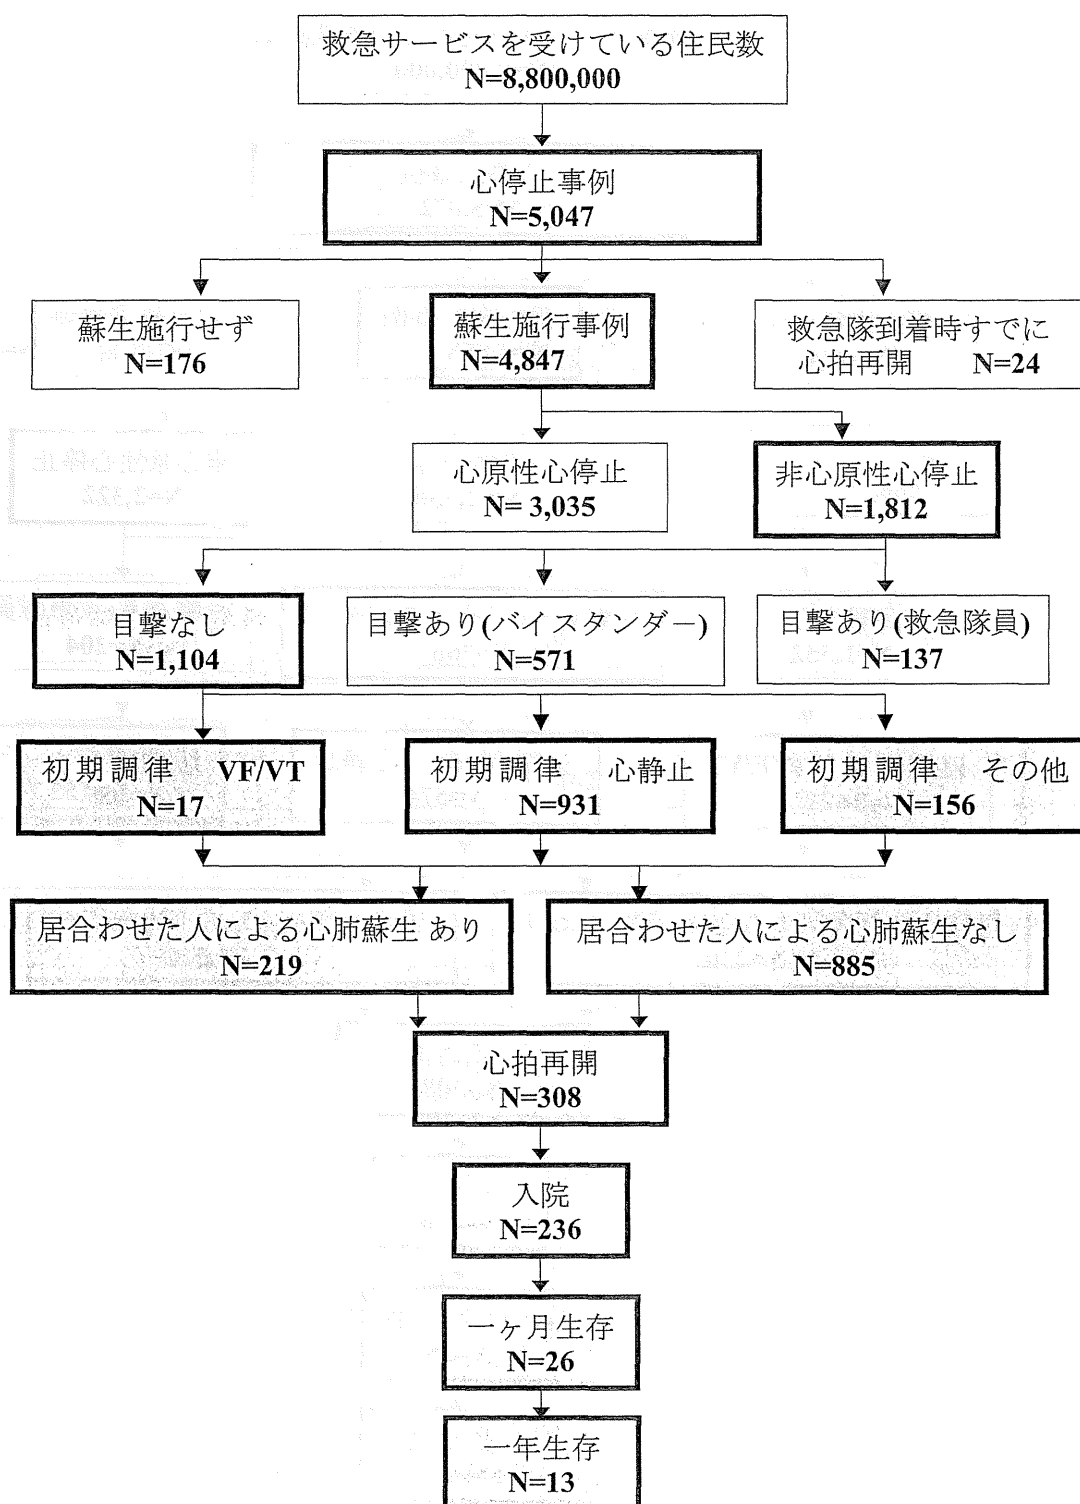 救急サービスを受けている住民数
N=8,800,000
心停止事例
N=5,047
蘇生施行せず
N=176
蘇生施行事例
N=4,847
救急隊到着時すでに
心拍再開 N=24
心原性心停止
N= 3,035
非心原性心停止
N=1,812
目撃なし
N=1,104
目撃あり(バイスタンダー)
N=571
目撃あり(救急隊員)
N=137
初期調律 VF/VT
N=17
初期調律 心静止
N=931
初期調律 その他
N=156
居合わせた人による心肺蘇生 あり
N=219
居合わせた人による心肺蘇生なし
N=885
心拍再開
N=308
入院
N=236
一ヶ月生存
N=26
一年生存
N=13